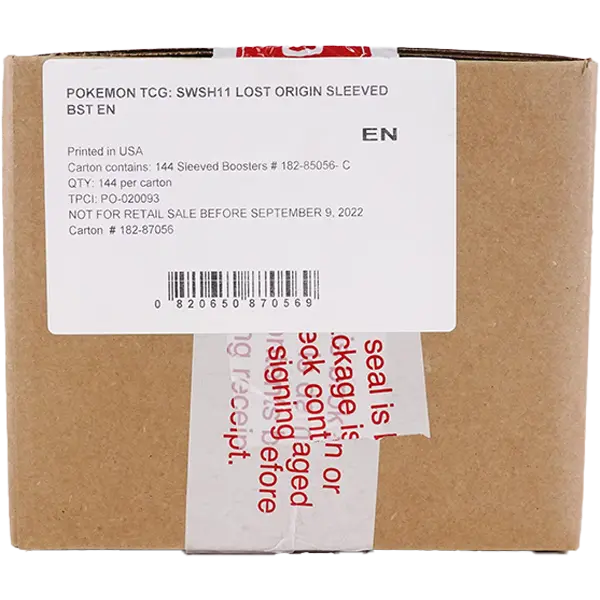 POKEMON TCG: SWSH11 LOST ORIGIN SLEEVED
BST EN
EN
Printed in USA
Carton contains: 144 Sleeved Boosters # 182-85056- C
QTY: 144 per carton
TPCI: PO-020093
NOT FOR RETAIL SALE BEFORE SEPTEMBER 9, 2022
Carton # 182-87056
0 820650 870569
seal is
ckage is
n or
eck cont
aged
signing before
ng receipt.